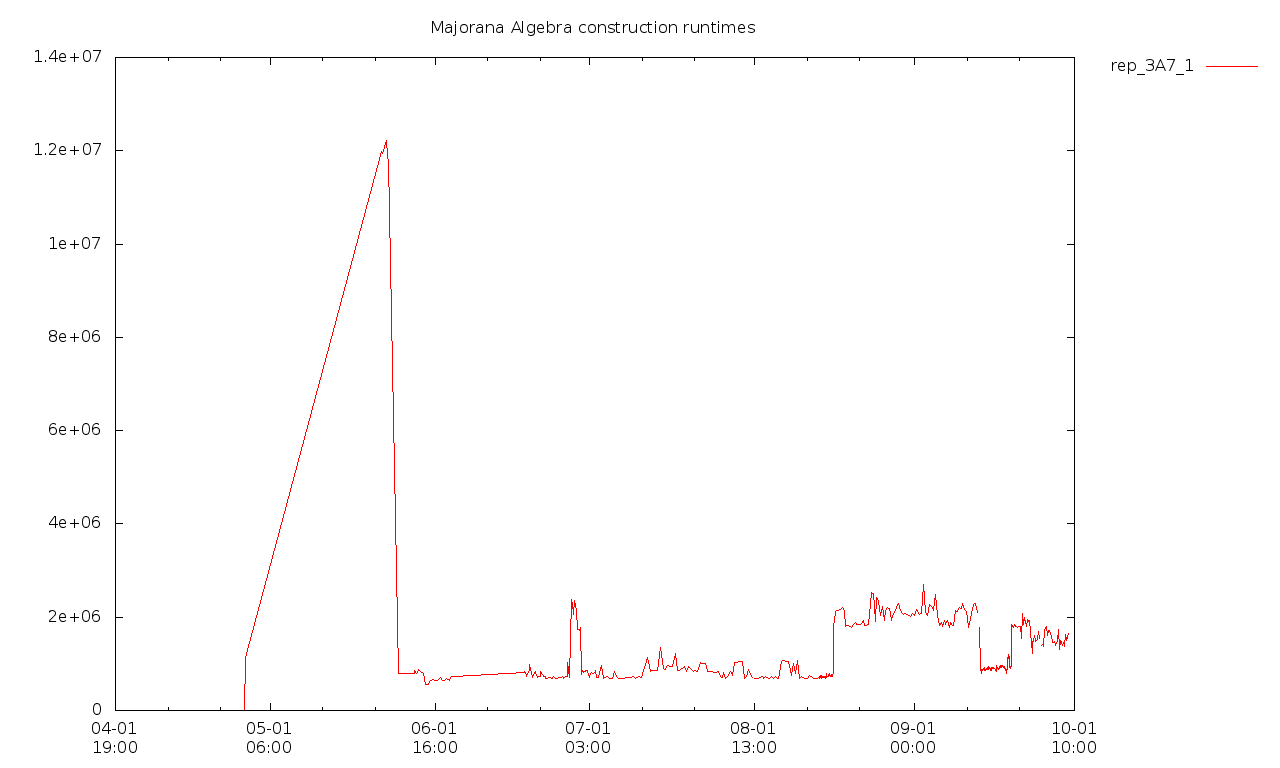 Majorana Algebra construction runtimes
rep_3A7_1
1.4e+07
1.2e+07
1e+07
8e+06
6e+06
4e+06
2e+06
0
04-01 05-01 06-01 07-01 08-01 09-01 10-01
19:00 06:00 16:00 03:00 13:00 00:00 10:00